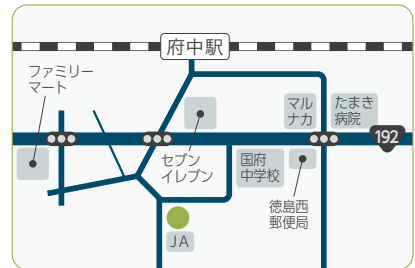 府中駅
ファミリー
マート
マル
ナカ
たまき
病院
192
セブン
イレブン
国府
中学校
徳島西
郵便局
JA